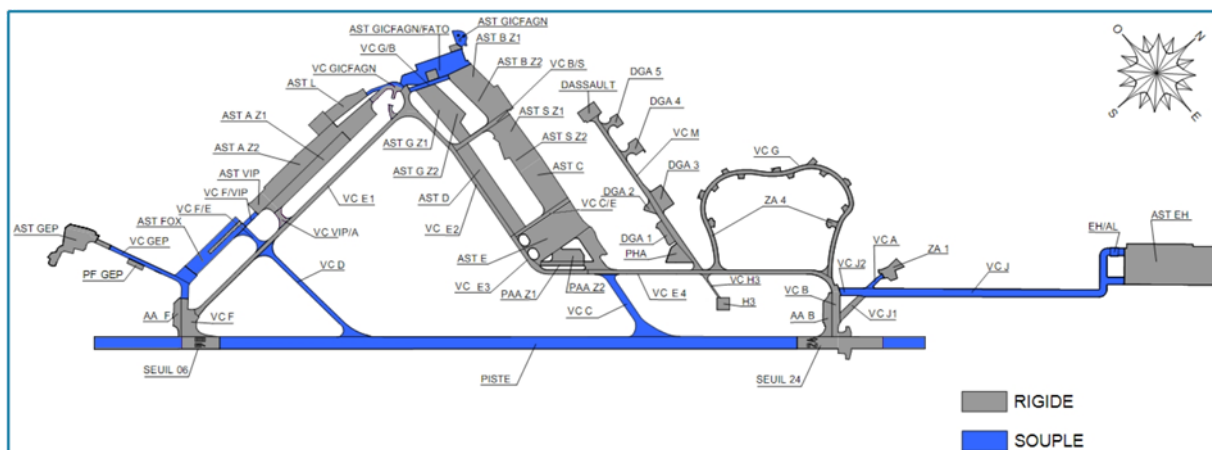 AST GICFAGN/FATO
AST GICFAGN
VC G/B
AST B Z1
VC GICFAGN
AST B Z2
VC B/S
AST L
DASSAULT
DGA 5
DGA 4
AST A Z1
AST S Z1
VC M
AST A Z2
AST G Z1
AST S Z2
VC G
AST VIP
AST G Z2
AST C
DGA 3
VC F/VIP
AST D
DGA 2
VC F/E
VC E1
VC C/E
ZA 4
AST FOX
VC E2
AST GEP
VC VIP/A
DGA 1
EH/AL
AST EH
VC GEP
AST E
PHA
VC A
ZA 1
PF GEP
VC D
VC E3
PAA Z1
PAA Z2
VC E4
VC H3
H3
VC J2
VC J
VC B
AA F
VC F
VC C
AA B
VC J1
SEUIL 06
PISTE
SEUIL 24
O
N
S
E
RIGIDE
SOUPLE